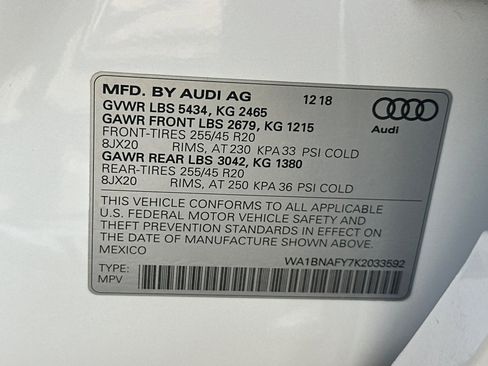 MFD. BY AUDI AG 12 18
GVWR LBS 5434, KG 2465
GAWR FRONT LBS 2679, KG 1215
FRONT-TIRES 255/45 R20
8JX20 RIMS, AT 230 KPA 33 PSI COLD
GAWR REAR LBS 3042, KG 1380
REAR-TIRES 255/45 R20
8JX20 RIMS, AT 250 KPA 36 PSI COLD
Audi
THIS VEHICLE CONFORMS TO ALL APPLICABLE
U.S. FEDERAL MOTOR VEHICLE SAFETY AND
THEFT PREVENTION STANDARDS IN EFFECT ON
THE DATE OF MANUFACTURE SHOWN ABOVE.
MEXICO
WA1BNAFY7K2033592
TYPE:
MPV